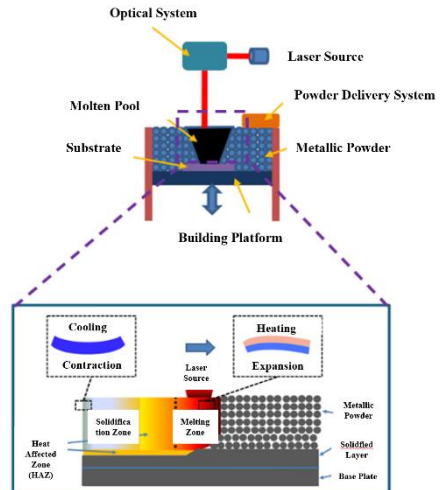 Optical System
Laser Source
Powder Delivery System
Molten Pool
Substrate
Metallic Powder
Building Platform
Cooling
Contraction
Heating
Expansion
Laser
Source
Solidifica
tion Zone
Melting
Zone
Metallic
Powder
Heat
Affected
Zone
(HAZ)
Solidfied
Layer
Base Plate